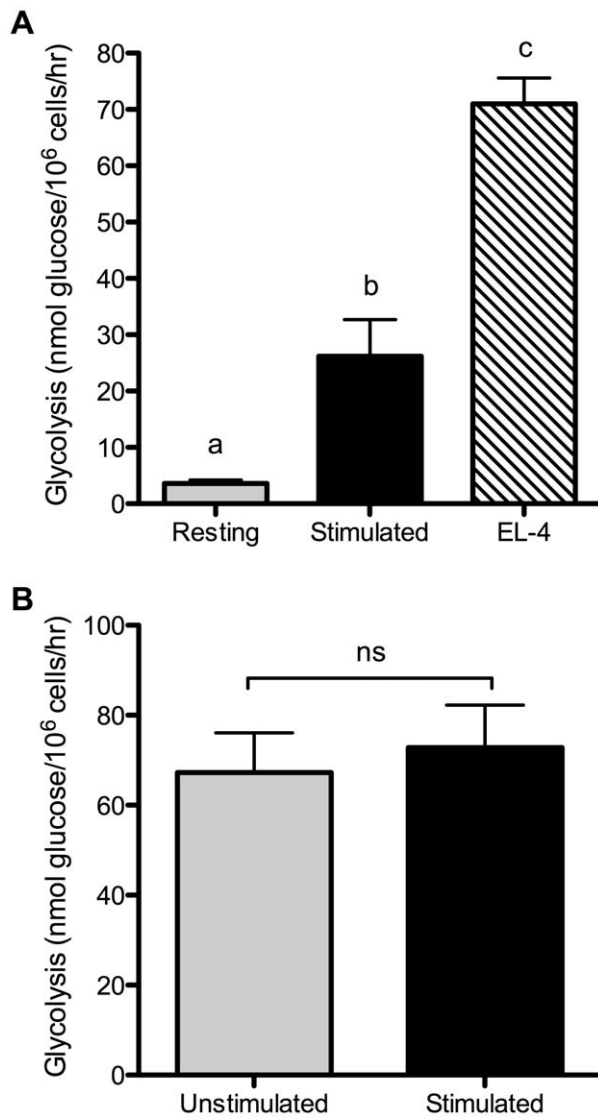 A
Glycolysis (nmol glucose/10⁶ cells/hr)
80
70
60
50
40
30
20
10
0
a
b
c
Resting
Stimulated
EL-4
B
Glycolysis (nmol glucose/10⁶ cells/hr)
100
80
60
40
20
0
ns
Unstimulated
Stimulated